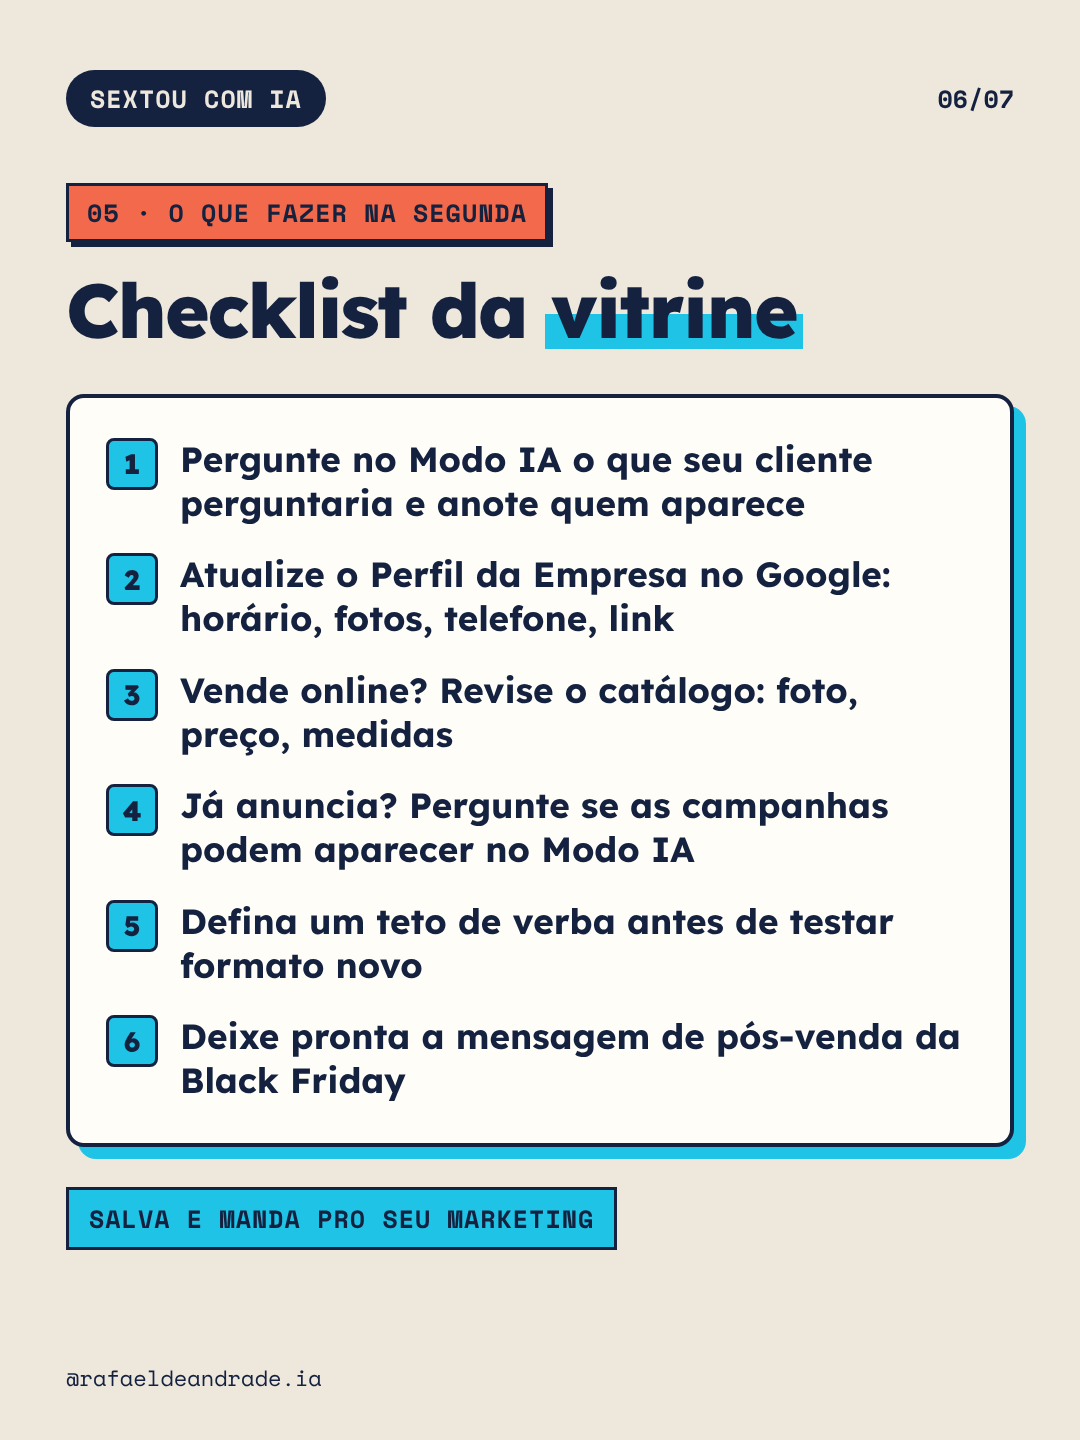 SEXTOU COM IA
06/07
05 · O QUE FAZER NA SEGUNDA
Checklist da vitrine
1 Pergunte no Modo IA o que seu cliente
perguntaria e anote quem aparece
2 Atualize o Perfil da Empresa no Google:
horário, fotos, telefone, link
3 Vende online? Revise o catálogo: foto,
preço, medidas
4 Já anuncia? Pergunte se as campanhas
podem aparecer no Modo IA
5 Defina um teto de verba antes de testar
formato novo
6 Deixe pronta a mensagem de pós-venda da
Black Friday
SALVA E MANDA PRO SEU MARKETING
@rafaeldeandrade.ia